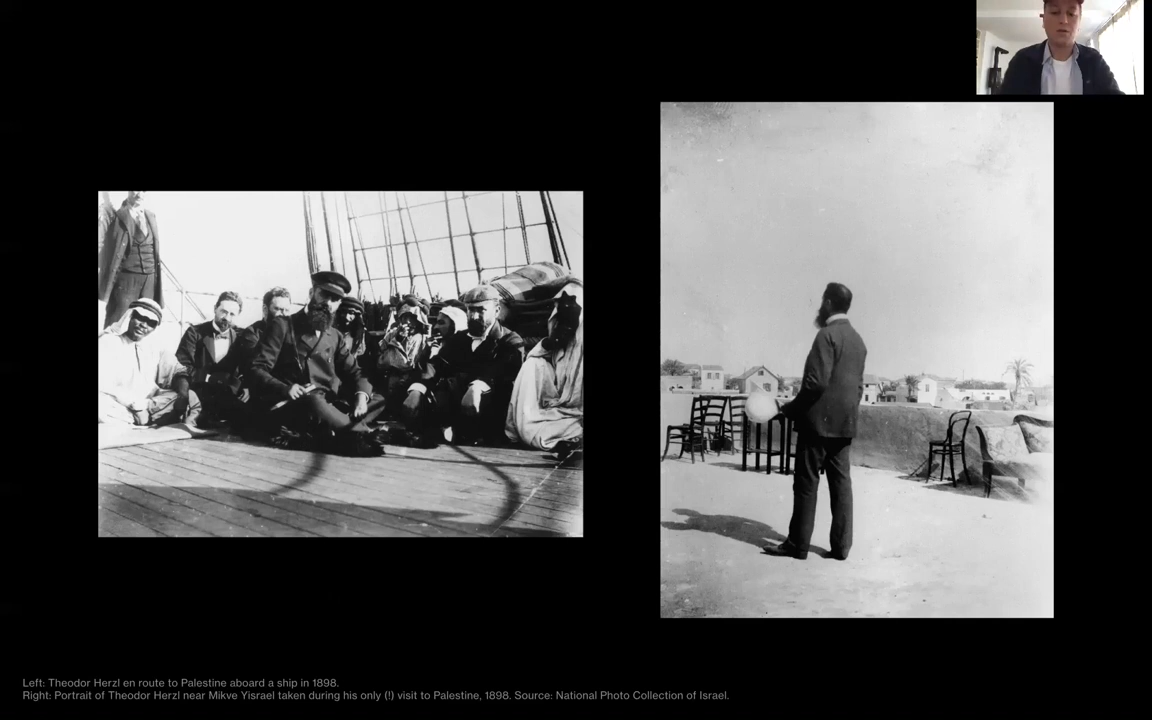 Left: Theodor Herzl en route to Palestine aboard a ship in 1898.
Right: Portrait of Theodor Herzl near Mikve Yisrael taken during his only (!) visit to Palestine, 1898. Source: National Photo Collection of Israel.